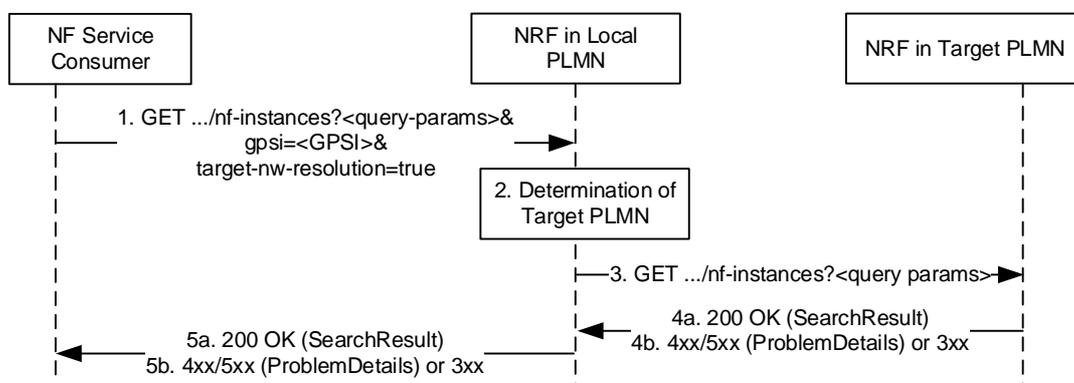 NF Service
Consumer
NRF in Local
PLMN
NRF in Target PLMN
1. GET .../nf-instances?<query-params>&
gpsi=<GPSI>&
target-nw-resolution=true
2. Determination of
Target PLMN
3. GET .../nf-instances?<query params>
4a. 200 OK (SearchResult)
4b. 4xx/5xx (ProblemDetails) or 3xx
5a. 200 OK (SearchResult)
5b. 4xx/5xx (ProblemDetails) or 3xx